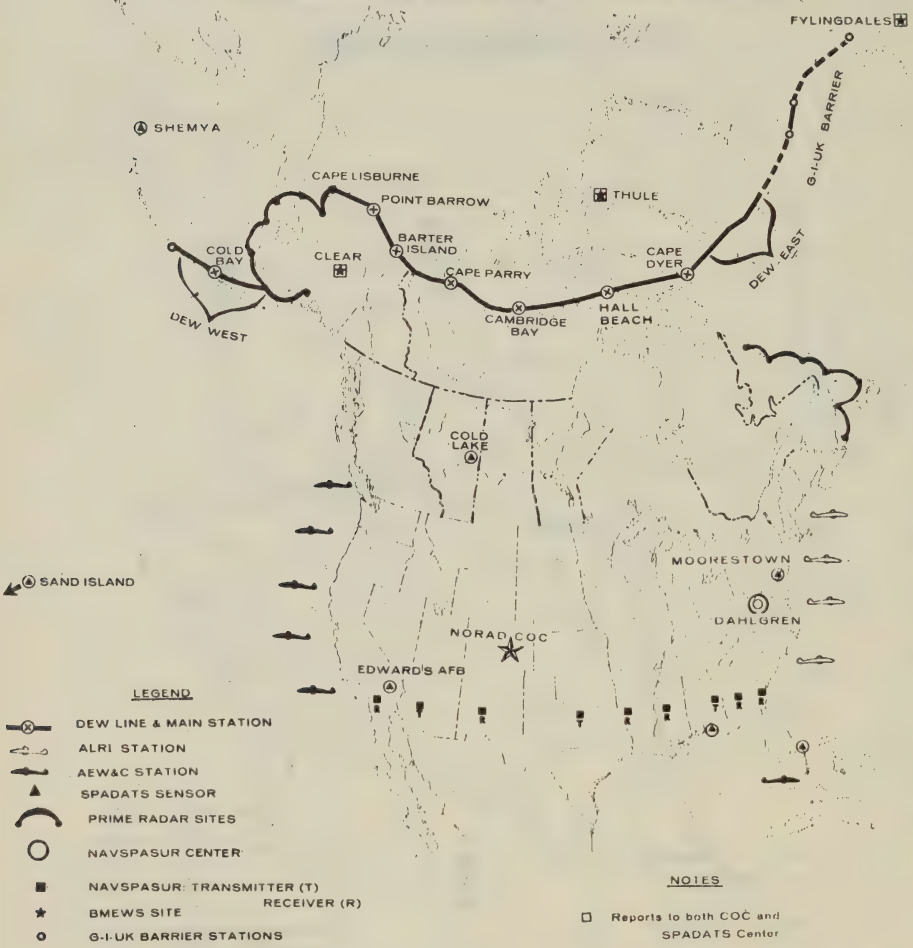 FYLINGDALES
G-I-UK BARRIER
SHEMYA
CAPE LISBURNE
POINT BARROW
THULE
BARTER
ISLAND
COLD
BAY
CLEAR
CAPE PARRY
CAPE
DYER
DEW EAST
CAMBRIDGE
BAY
HALL
BEACH
DEW WEST
COLD
LAKE
SAND ISLAND
MOORESTOWN
DAHLGREN
NORAD COC
EDWARD'S AFB
R
T
R
T
R
R
T
R
R
LEGEND
DEW LINE & MAIN STATION
ALRI STATION
AEW&C STATION
SPADATS SENSOR
PRIME RADAR SITES
NAVSPASUR CENTER
NAVSPASUR: TRANSMITTER (T)
RECEIVER (R)
BMEWS SITE
G-I-UK BARRIER STATIONS
NOTES
Reports to both COC and
SPADATS Center